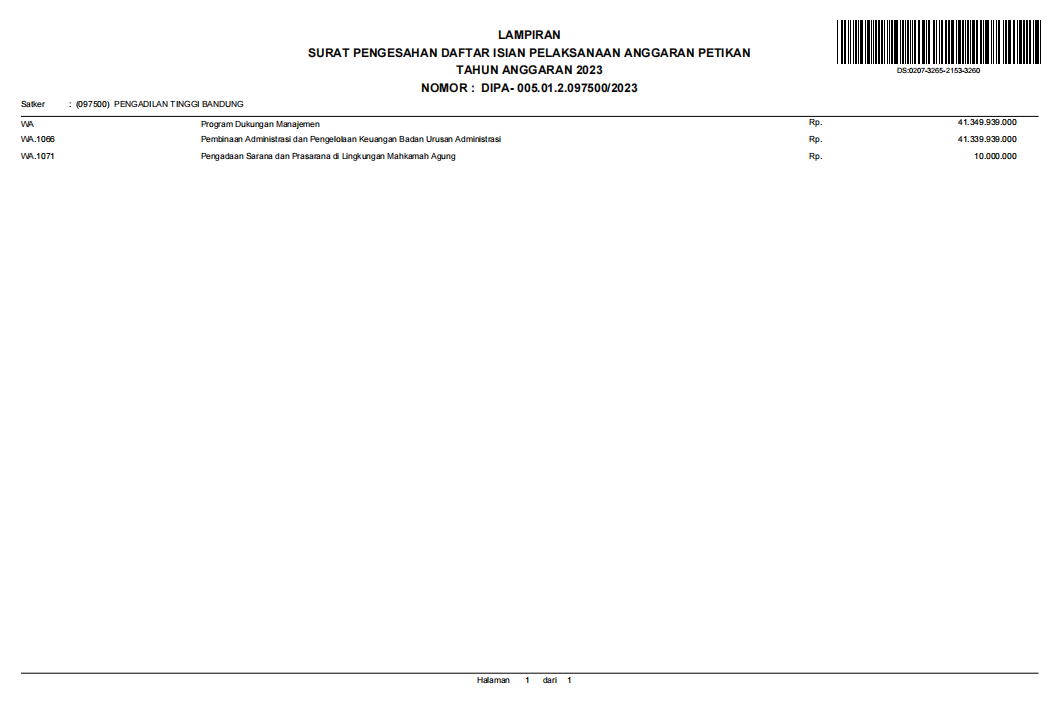 LAMPIRAN
SURAT PENGESAHAN DAFTAR ISIAN PELAKSANAAN ANGGARAN PETIKAN
TAHUN ANGGARAN 2023
NOMOR : DIPA- 005.01.2.097500/2023
DS:0207-3265-2153-3260
Satker : (097500) PENGADILAN TINGGI BANDUNG
WA Program Dukungan Manajemen Rp. 41.349.939.000
WA.1066 Pembinaan Administrasi dan Pengelolaan Keuangan Badan Urusan Administrasi Rp. 41.339.939.000
WA.1071 Pengadaan Sarana dan Prasarana di Lingkungan Mahkamah Agung Rp. 10.000.000
Halaman 1 dari 1